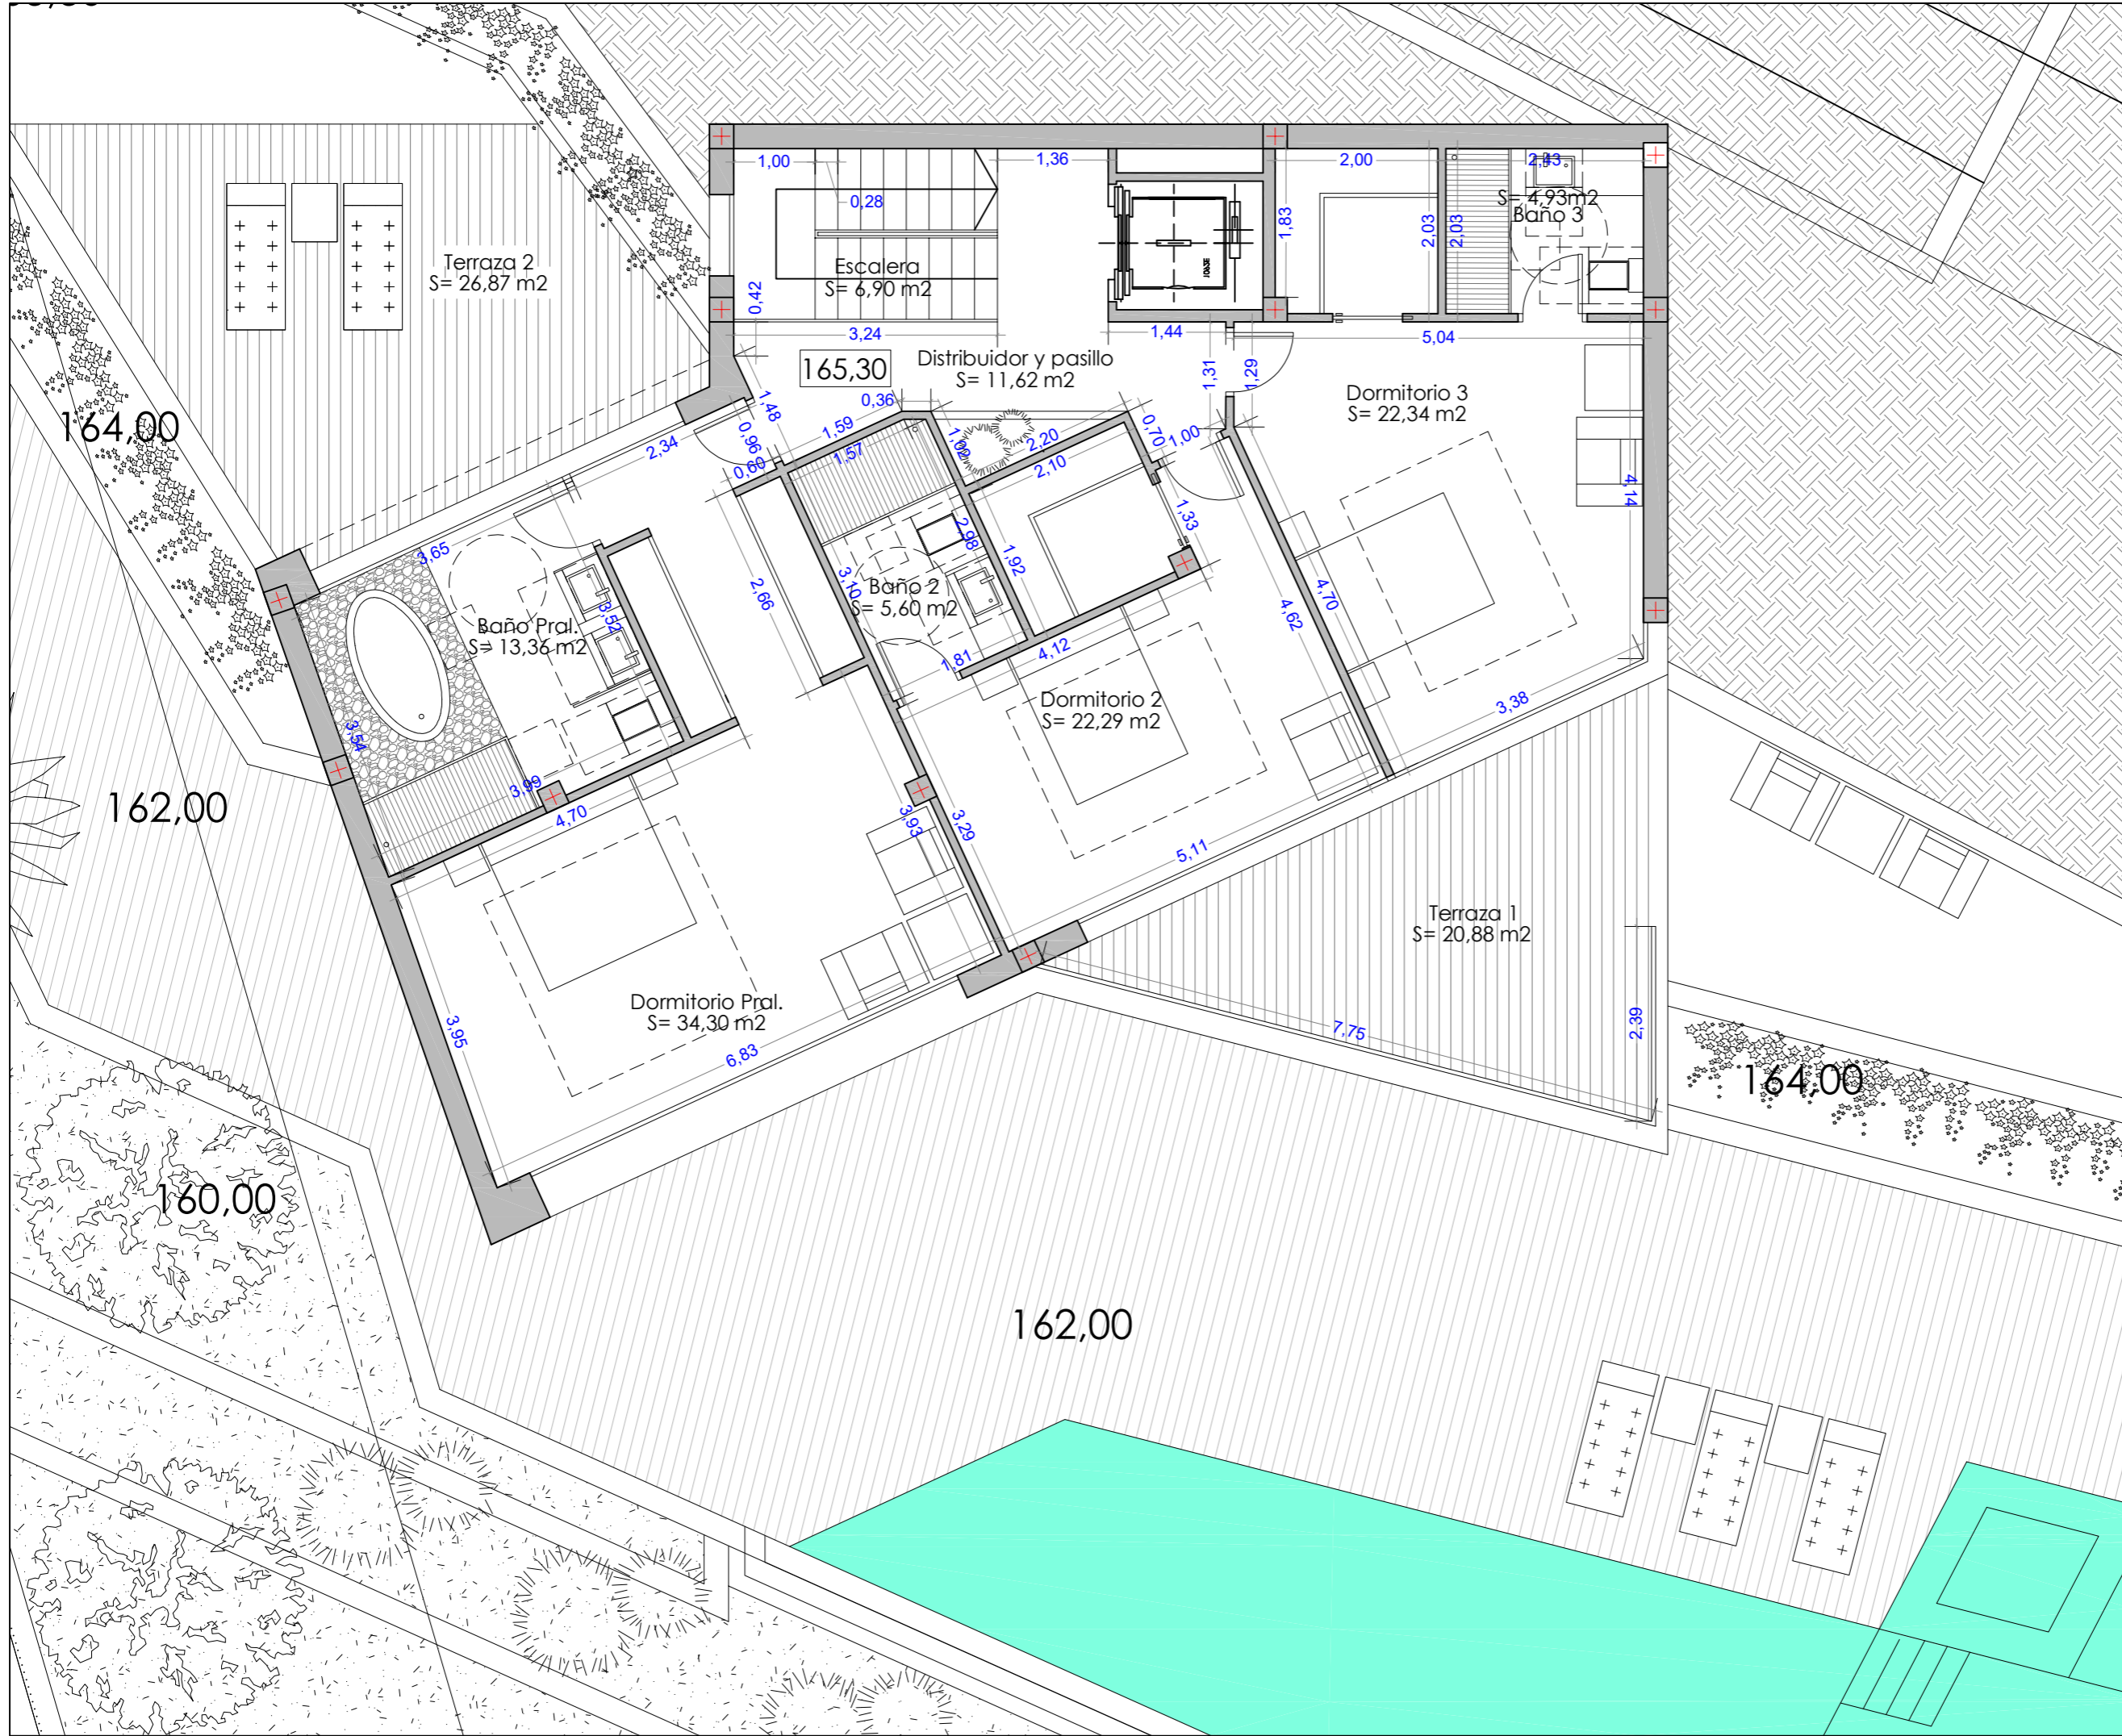 1,00
1,36
2,00
2,43
S= 4,93m2
Baño 3
0,28
1,83
2,03
2,03
Terraza 2
S= 26,87 m2
Escalera
S= 6,90 m2
0,42
3,24
1,44
5,04
165,30
Distribuidor y pasillo
S= 11,62 m2
1,31
1,29
Dormitorio 3
S= 22,34 m2
164,00
0,36
1,48
1,59
0,96
2,34
1,57
0,60
1,02
2,20
2,10
0,70
1,00
4,14
1,33
3,65
2,98
1,92
2,66
3,10
Baño 2
S= 5,60 m2
4,70
4,62
3,52
Baño Pral.
S= 13,36 m2
1,81
4,12
Dormitorio 2
S= 22,29 m2
3,38
3,54
162,00
3,99
4,70
3,93
3,29
5,11
Terraza 1
S= 20,88 m2
Dormitorio Pral.
S= 34,30 m2
3,95
6,83
7,75
2,39
164,00
160,00
162,00